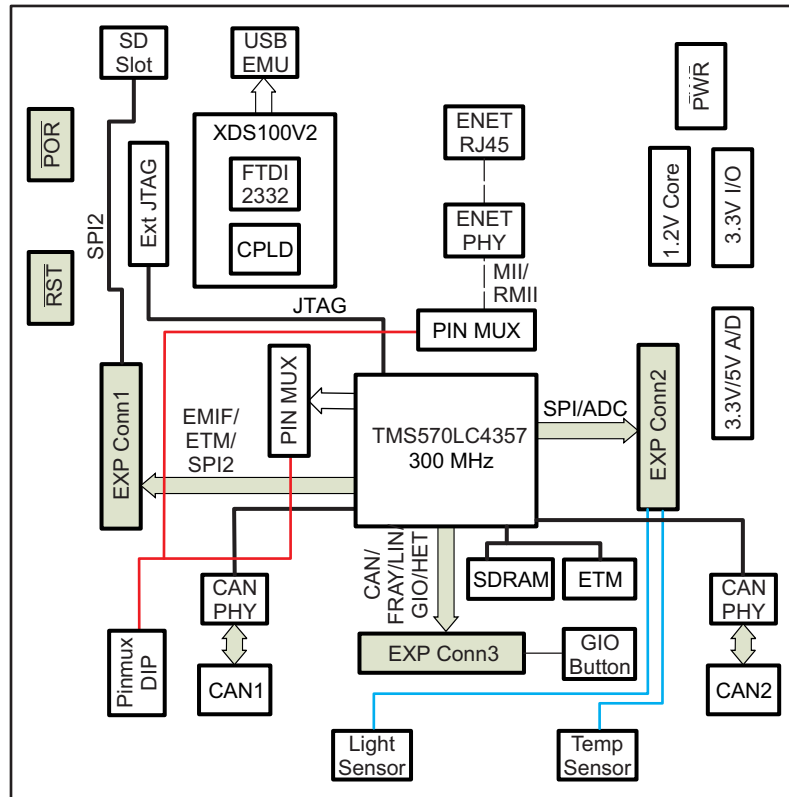 SD
Slot
USB
EMU
PWR
XDS100V2
ENET
RJ45
POR
FTDI
2332
Ext JTAG
1.2V Core
3.3V I/O
SPI2
ENET
PHY
CPLD
RST
MII/
RMII
JTAG
PIN MUX
3.3V/5V A/D
EXP Conn1
PIN MUX
EXP Conn2
EMIF/
ETM/
SPI2
TMS570LC4357
300 MHz
SPI/ADC
CAN/
FRAY/LIN/
GIO/HET
SDRAM
ETM
CAN
PHY
CAN
PHY
Pinmux
DIP
EXP Conn3
GIO
Button
CAN1
CAN2
Light
Sensor
Temp
Sensor